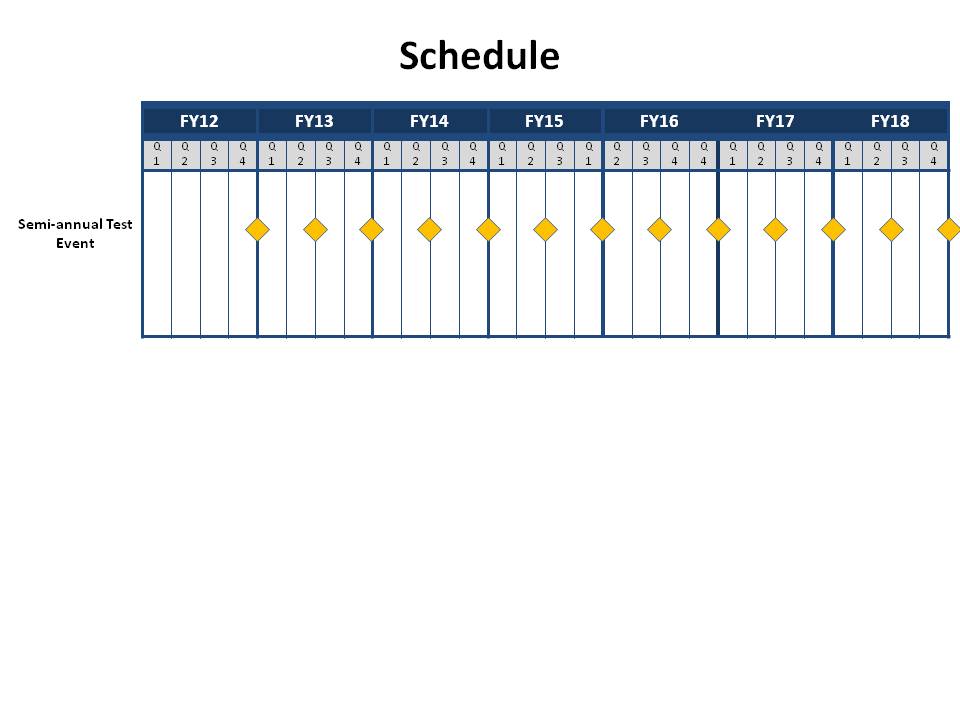 Schedule
FY12 FY13 FY14 FY15 FY16 FY17 FY18
Q Q Q Q Q Q Q Q Q Q Q Q Q Q Q Q Q Q Q Q Q Q Q Q Q Q Q Q
1 2 3 4 1 2 3 4 1 2 3 4 1 2 3 1 2 3 4 4 1 2 3 4 1 2 3 4
Semi-annual Test
Event